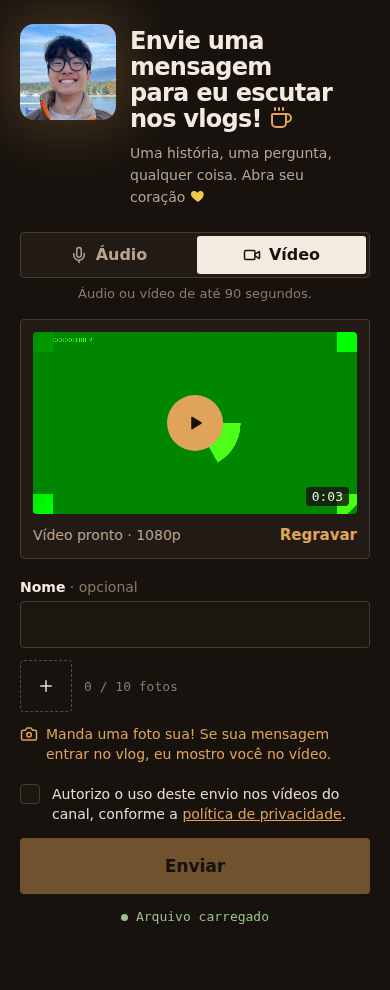 Envie uma
mensagem
para eu escutar
nos vlogs!
Uma história, uma pergunta,
qualquer coisa. Abra seu
coração 💛
Áudio
Vídeo
Áudio ou vídeo de até 90 segundos.
0:03
Vídeo pronto · 1080p
Regravar
Nome · opcional
+
0 / 10 fotos
Manda uma foto sua! Se sua mensagem
entrar no vlog, eu mostro você no vídeo.
Autorizo o uso deste envio nos vídeos do
canal, conforme a política de privacidade.
Enviar
● Arquivo carregado